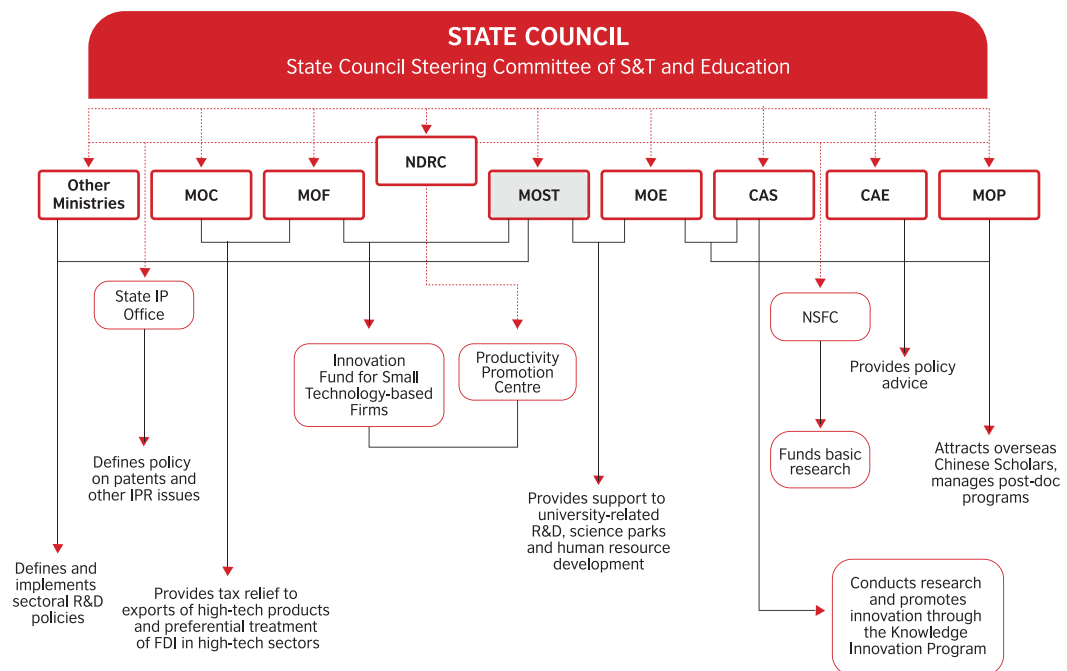 STATE COUNCIL
State Council Steering Committee of S&T and Education
NDRC
Other
Ministries
MOC
MOF
MOST
MOE
CAS
CAE
MOP
State IP
Office
NSFC
Innovation
Fund for Small
Technology-based
Firms
Productivity
Promotion
Centre
Provides policy
advice
Defines policy
on patents and
other IPR issues
Funds basic
research
Attracts overseas
Chinese Scholars,
manages post-doc
programs
Provides support to
university-related
R&D, science parks
and human resource
development
Defines and
implements
sectoral R&D
policies
Provides tax relief to
exports of high-tech products
and preferential treatment
of FDI in high-tech sectors
Conducts research
and promotes
innovation through
the Knowledge
Innovation Program